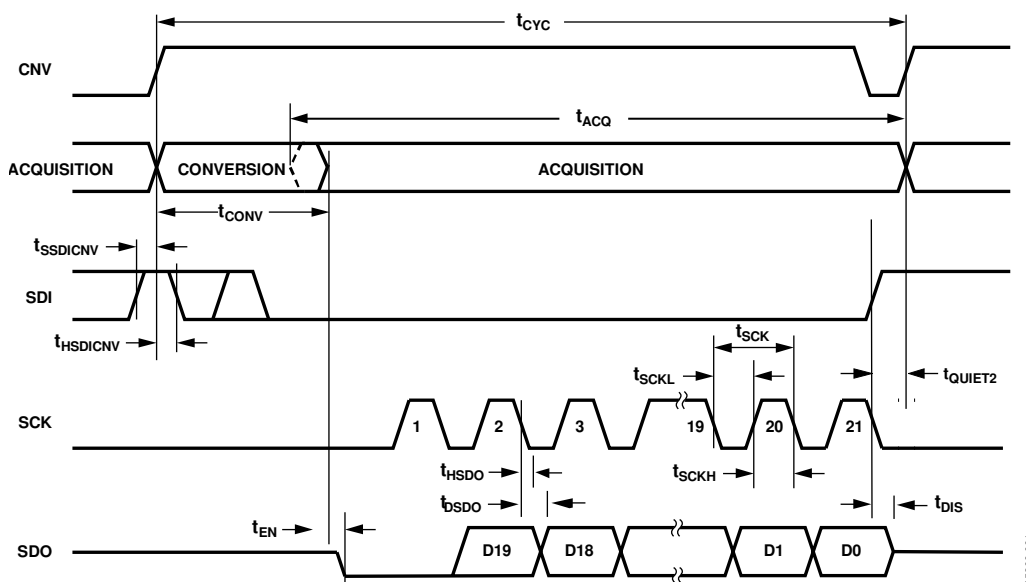 tCYC
CNV
tACQ
ACQUISITION
CONVERSION
ACQUISITION
tCONV
tSSDICNV
SDI
tHSDICNV
tSCK
tSCKL
tQUIET2
SCK
1
2
3
19
20
21
tHSDO
tSCKH
tDSDO
tDIS
tEN
SDO
D19
D18
D1
D0